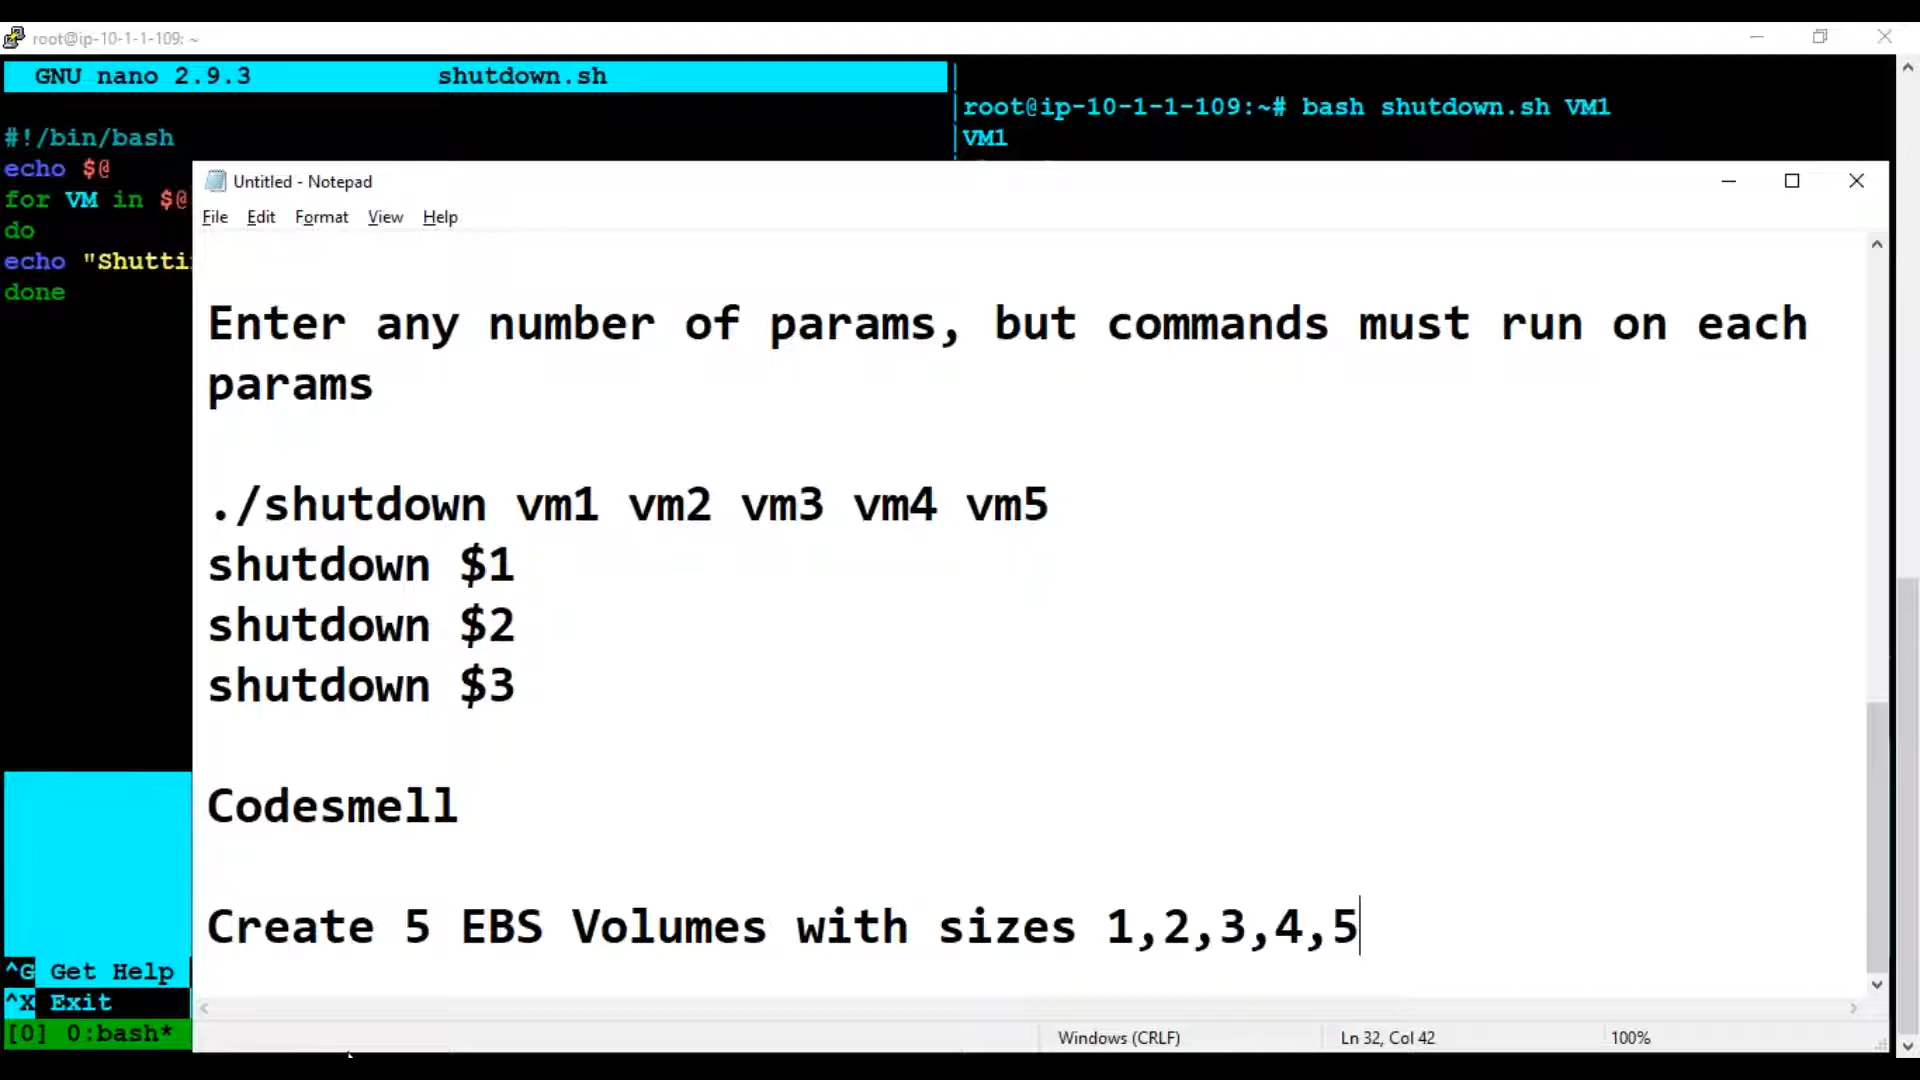 root@ip-10-1-1-109: ~
GNU nano 2.9.3 shutdown.sh
#!/bin/bash
echo $@
for VM in $@
do
echo "Shutti
done
^G Get Help
^X Exit
[0] 0:bash*
root@ip-10-1-1-109:~# bash shutdown.sh VM1
VM1
Untitled - Notepad
File Edit Format View Help
Enter any number of params, but commands must run on each
params
./shutdown vm1 vm2 vm3 vm4 vm5
shutdown $1
shutdown $2
shutdown $3
Codesmell
Create 5 EBS Volumes with sizes 1,2,3,4,5
Windows (CRLF) Ln 32, Col 42 100%